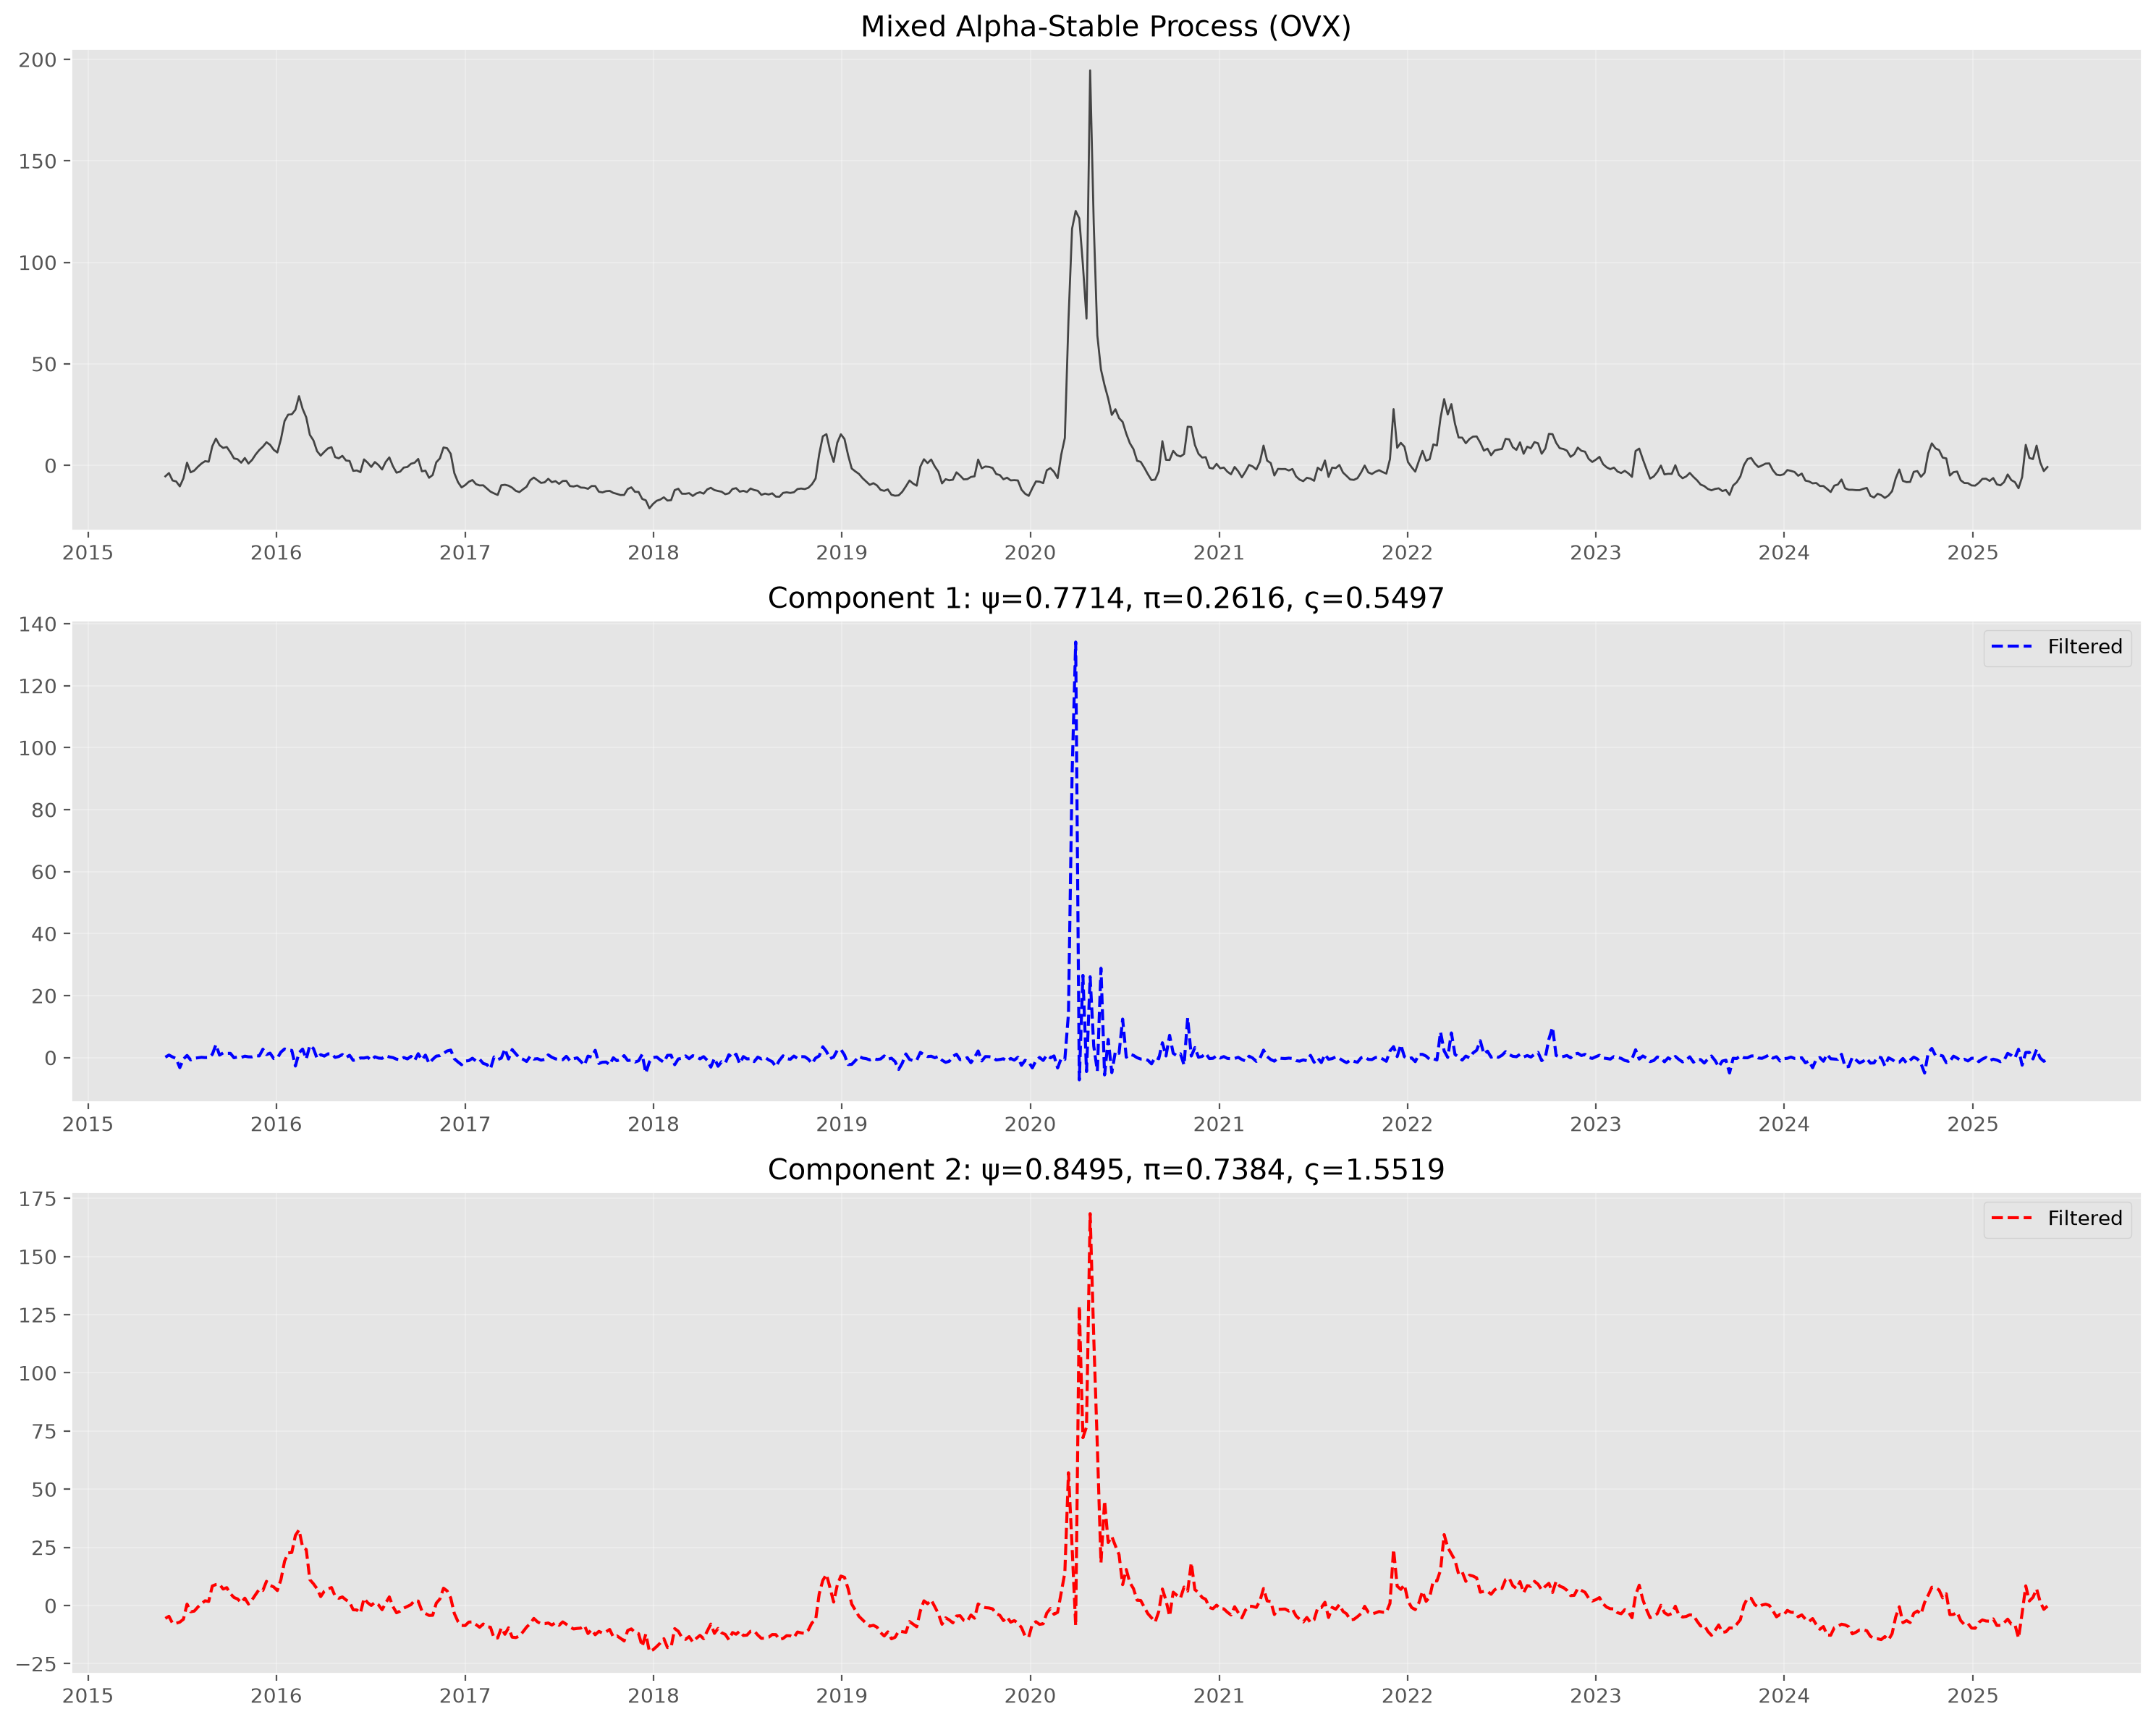 Mixed Alpha-Stable Process (OVX)
200
150
100
50
0
2015 2016 2017 2018 2019 2020 2021 2022 2023 2024 2025
Component 1: ψ=0.7714, π=0.2616, ς=0.5497
140
120
100
80
60
40
20
0
Filtered
2015 2016 2017 2018 2019 2020 2021 2022 2023 2024 2025
Component 2: ψ=0.8495, π=0.7384, ς=1.5519
175
150
125
100
75
50
25
0
−25
Filtered
2015 2016 2017 2018 2019 2020 2021 2022 2023 2024 2025